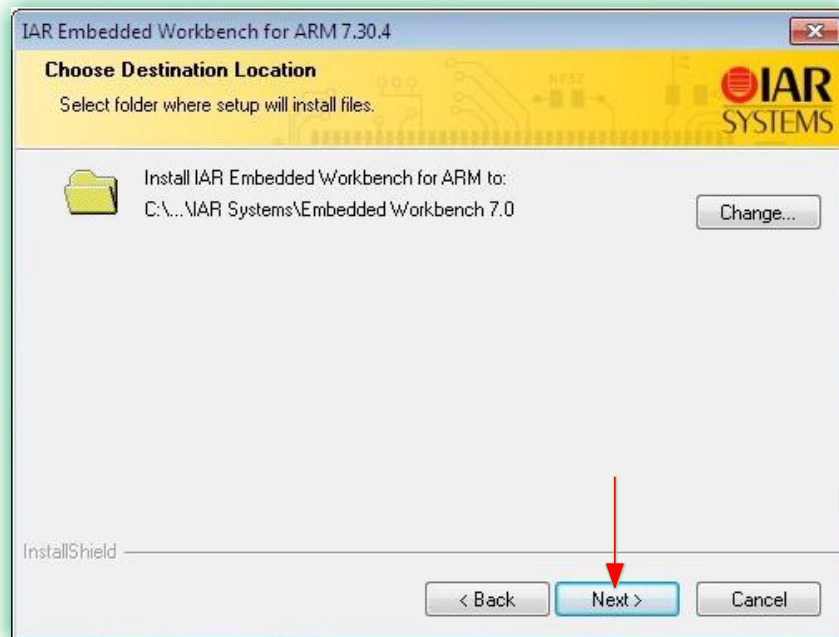 IAR Embedded Workbench for ARM 7.30.4
Choose Destination Location
Select folder where setup will install files.
IAR
SYSTEMS
Install IAR Embedded Workbench for ARM to:
C:\...\IAR Systems\Embedded Workbench 7.0
Change...
InstallShield
< Back
Next >
Cancel